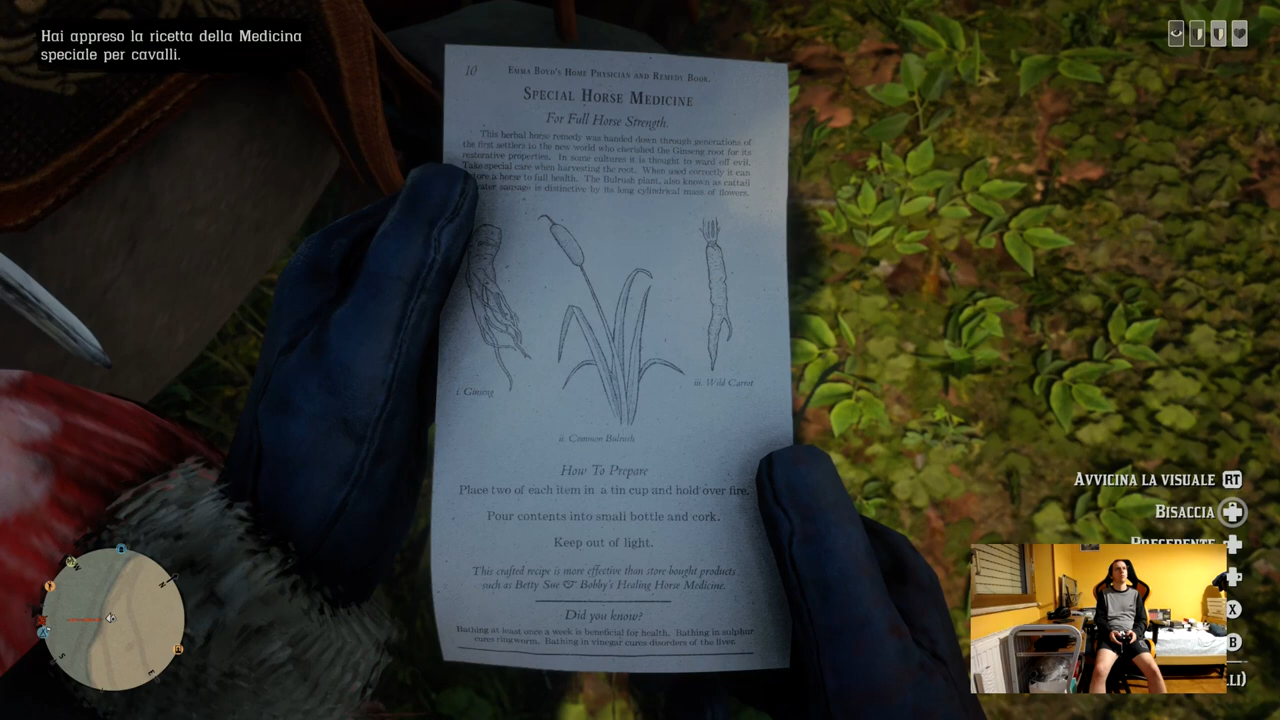 Hai appreso la ricetta della Medicina
speciale per cavalli.
10 Emma Boyd's Home Physician and Remedy Book.
Special Horse Medicine
For Full Horse Strength.
This herbal horse remedy was handed down through generations of
the first settlers to the new world who cherished the Ginseng root for its
restorative properties. In some cultures it is thought to ward off evil.
Take special care when harvesting the root. When used correctly it can
a horse to full health. The Bulrush plant, also known as cattail
water sausage is distinctive by its long cylindrical mass of flowers.
i. Ginseng
iii. Wild Carrot
ii. Common Bulrush
How To Prepare
Place two of each item in a tin cup and hold over fire.
Pour contents into small bottle and cork.
Keep out of light.
This crafted recipe is more effective than store bought products
such as Betty Sue & Bobby's Healing Horse Medicine.
Did you know?
Bathing at least once a week is beneficial for health. Bathing in sulphur
cures ringworm. Bathing in vinegar cures disorders of the liver.
AVVICINA LA VISUALE RT
BISACCIA
PRECEDENTE
X
B
LLI)
W
N
S
E